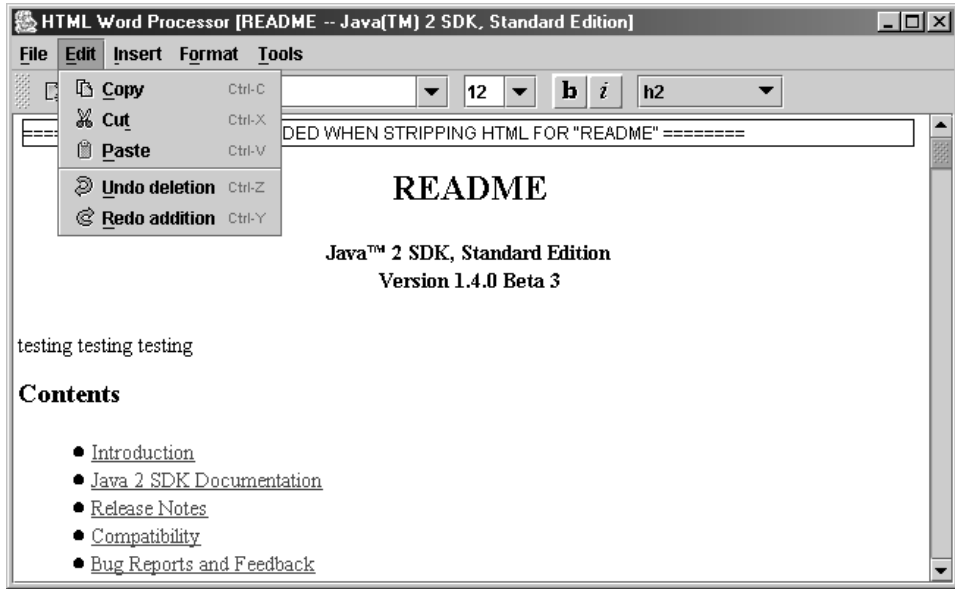 HTML Word Processor [README -- Java(TM) 2 SDK, Standard Edition]
File Edit Insert Format Tools
12 b i h2
Copy Ctrl-C
Cut Ctrl-X
Paste Ctrl-V
Undo deletion Ctrl-Z
Redo addition Ctrl-Y
==== DED WHEN STRIPPING HTML FOR "README" ========
README
Java™ 2 SDK, Standard Edition
Version 1.4.0 Beta 3
testing testing testing
Contents
● Introduction
● Java 2 SDK Documentation
● Release Notes
● Compatibility
● Bug Reports and Feedback